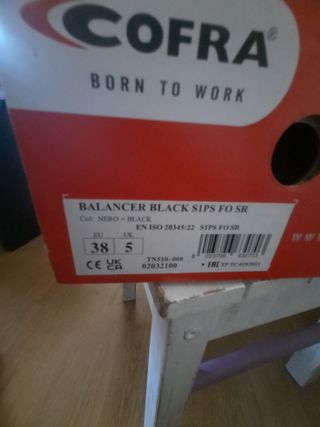 COFRA®
BORN TO WORK
BALANCER BLACK S1PS FO SR
Col: NERO = BLACK
EN ISO 20345:22 S1PS FO SR
EU UK
38 5
CE UK CA
TN510-000
02032100
EAC
WW